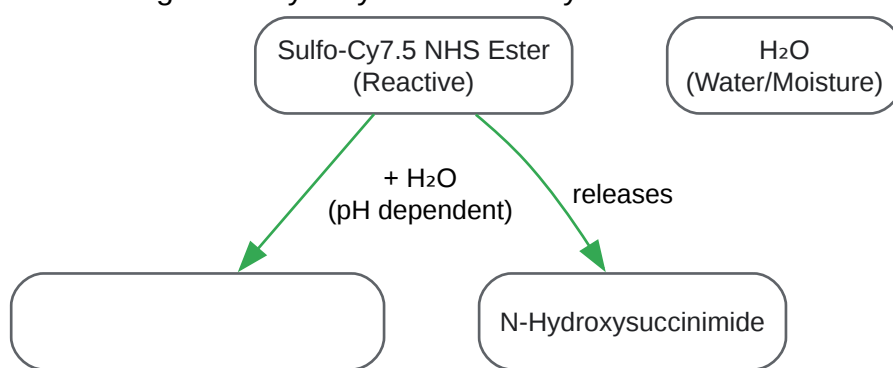 Sulfo-Cy7.5 NHS Ester
(Reactive)
H₂O
(Water/Moisture)
+ H₂O
(pH dependent)
releases
N-Hydroxysuccinimide